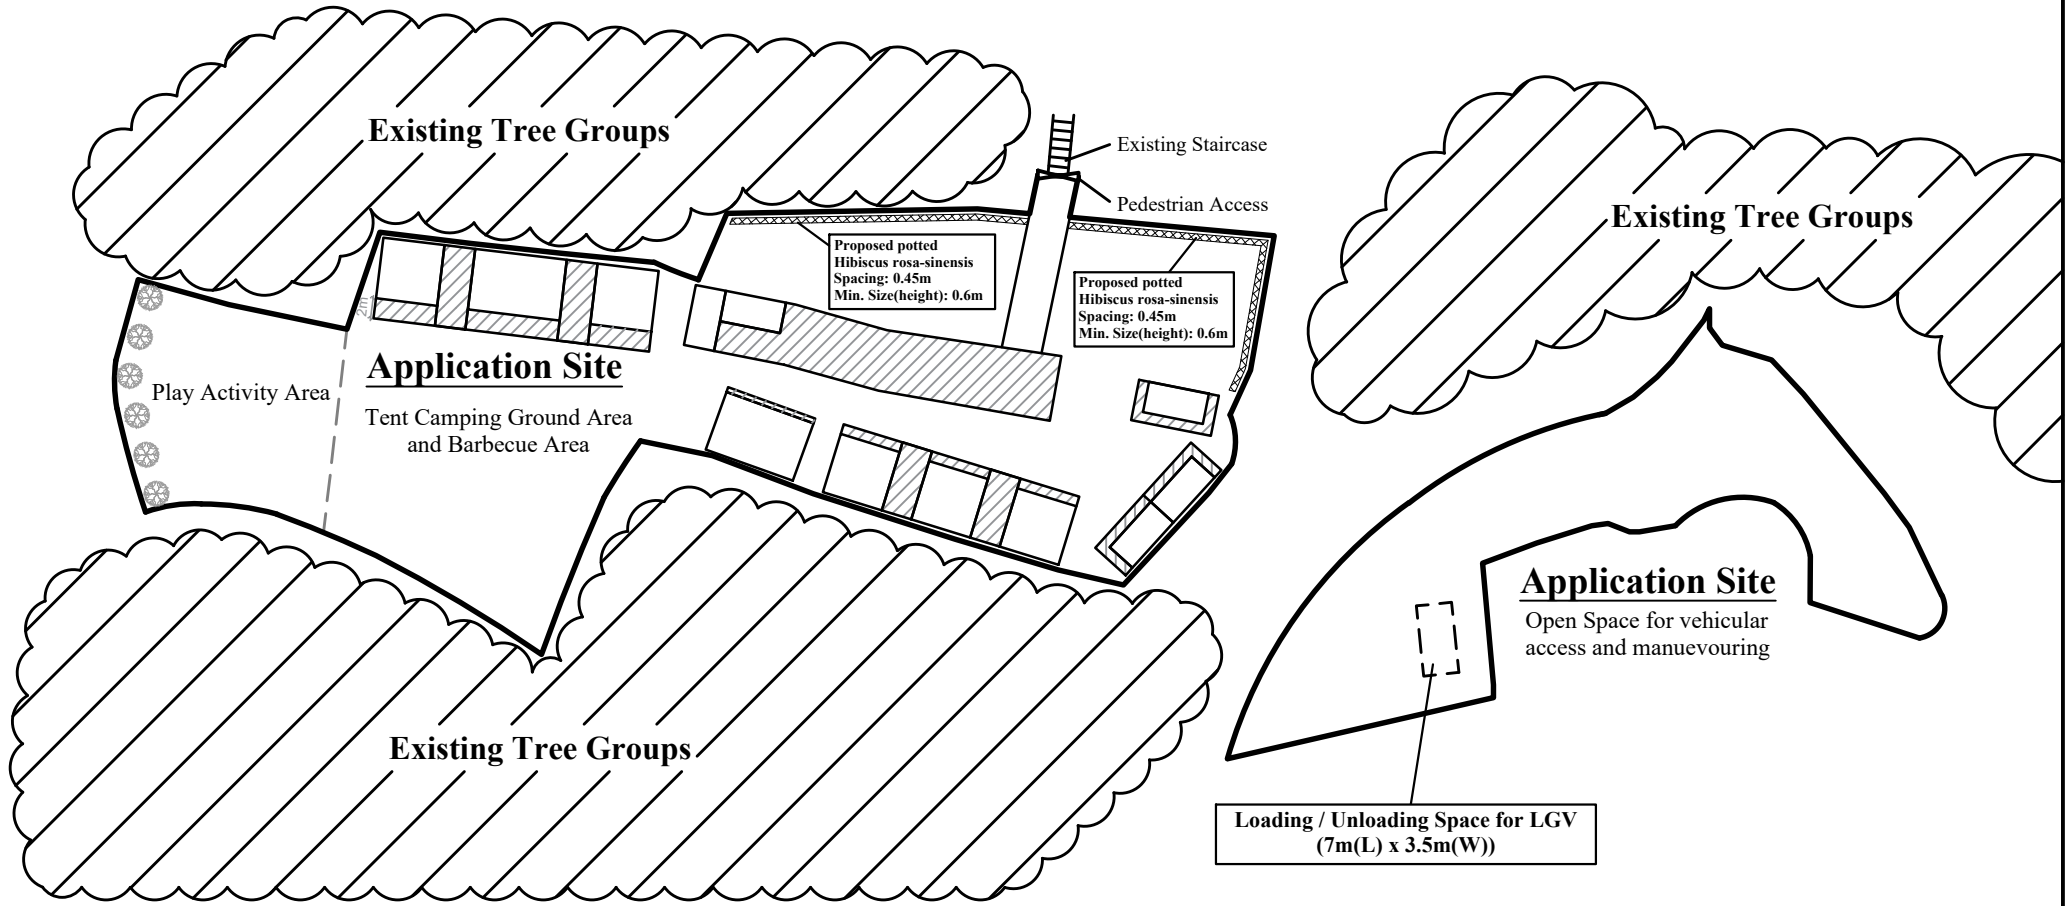 Existing Tree Groups
Existing Staircase
Pedestrian Access
Existing Tree Groups
Proposed potted
Hibiscus rosa-sinensis
Spacing: 0.45m
Min. Size(height): 0.6m
Proposed potted
Hibiscus rosa-sinensis
Spacing: 0.45m
Min. Size(height): 0.6m
2m
Application Site
Play Activity Area
Tent Camping Ground Area
and Barbecue Area
Application Site
Open Space for vehicular
access and manuevouring
Existing Tree Groups
Loading / Unloading Space for LGV
(7m(L) x 3.5m(W))